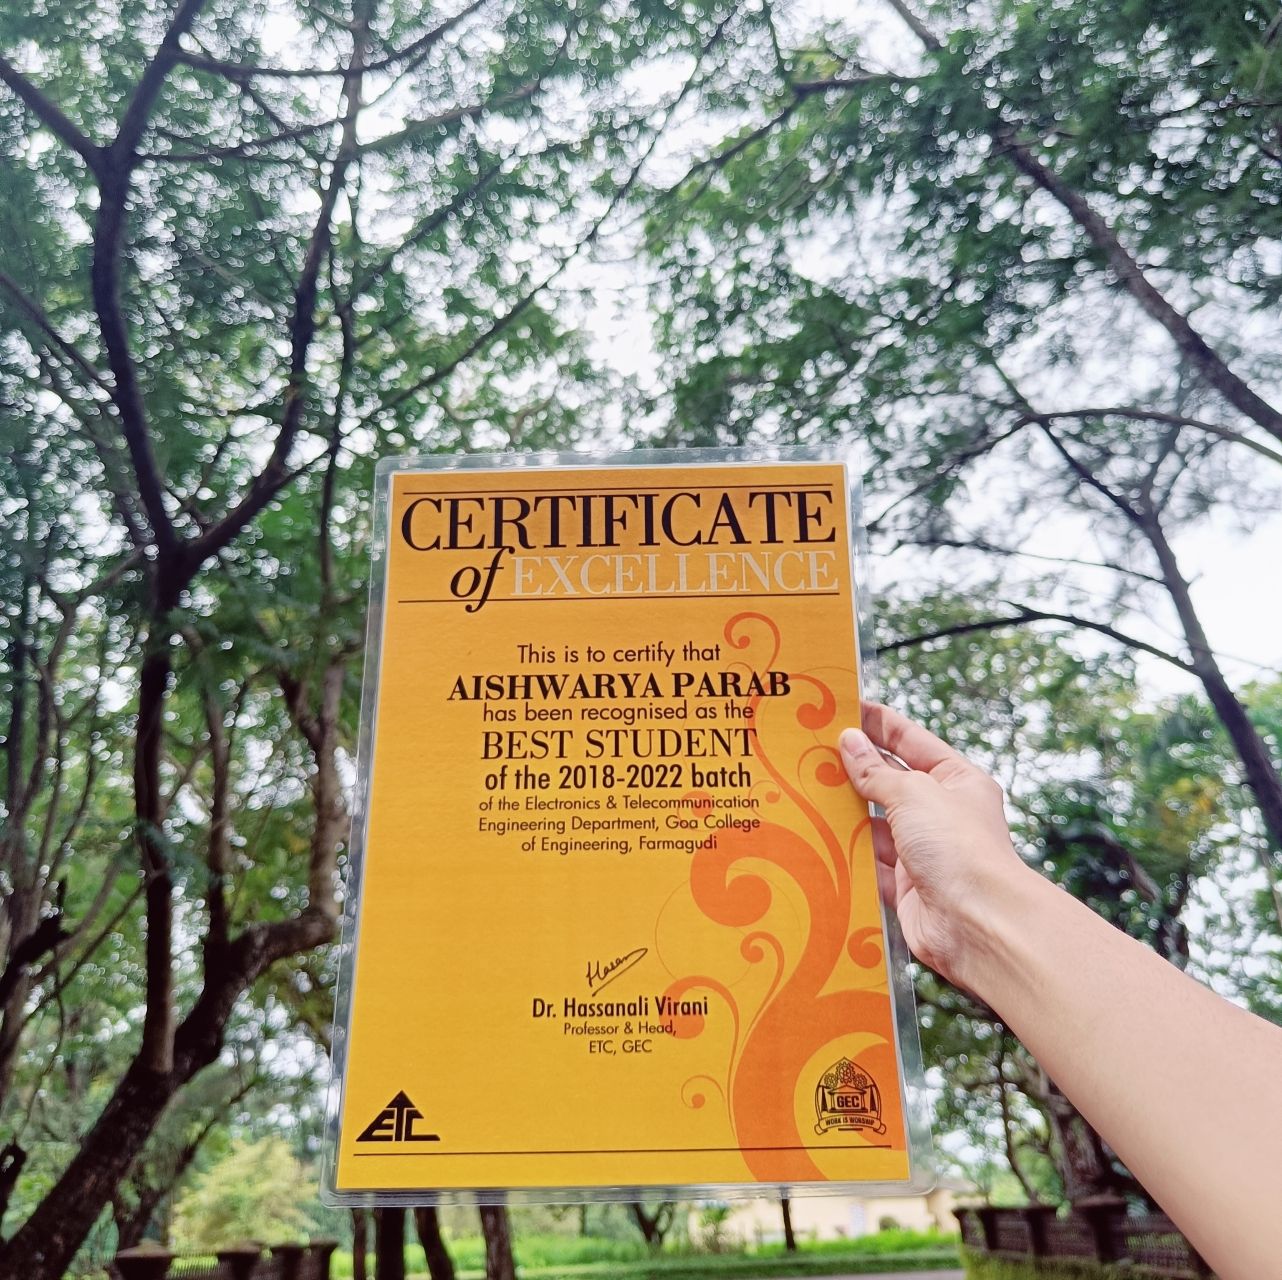 CERTIFICATE
of EXCELLENCE
This is to certify that
AISHWARYA PARAB
has been recognised as the
BEST STUDENT
of the 2018-2022 batch
of the Electronics & Telecommunication
Engineering Department, Goa College
of Engineering, Farmagudi
Hasan
Dr. Hassanali Virani
Professor & Head,
ETC, GEC
ETC
GEC
WORK IS WORSHIP